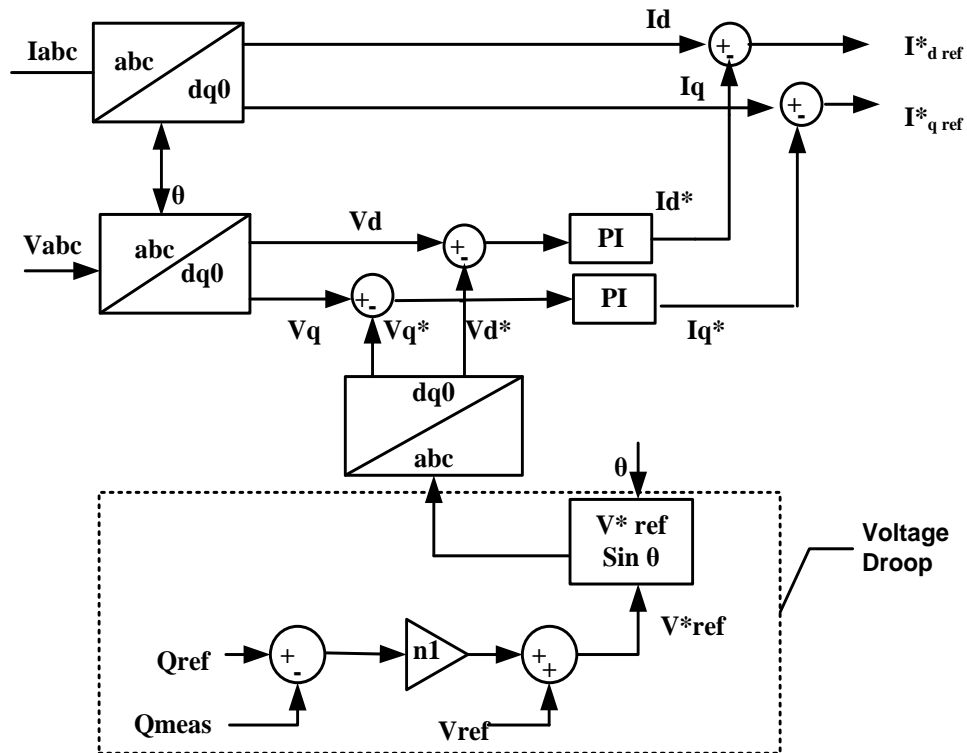 Iabc
abc
dq0
Id
+
-
I*d ref
Iq
+
-
I*q ref
θ
Vabc
abc
dq0
Vd
+
-
PI
Id*
Vq
+
-
Vq*
Vd*
PI
Iq*
dq0
abc
θ
V* ref
Sin θ
Voltage
Droop
V*ref
Qref
+
-
n1
+
+
Qmeas
Vref